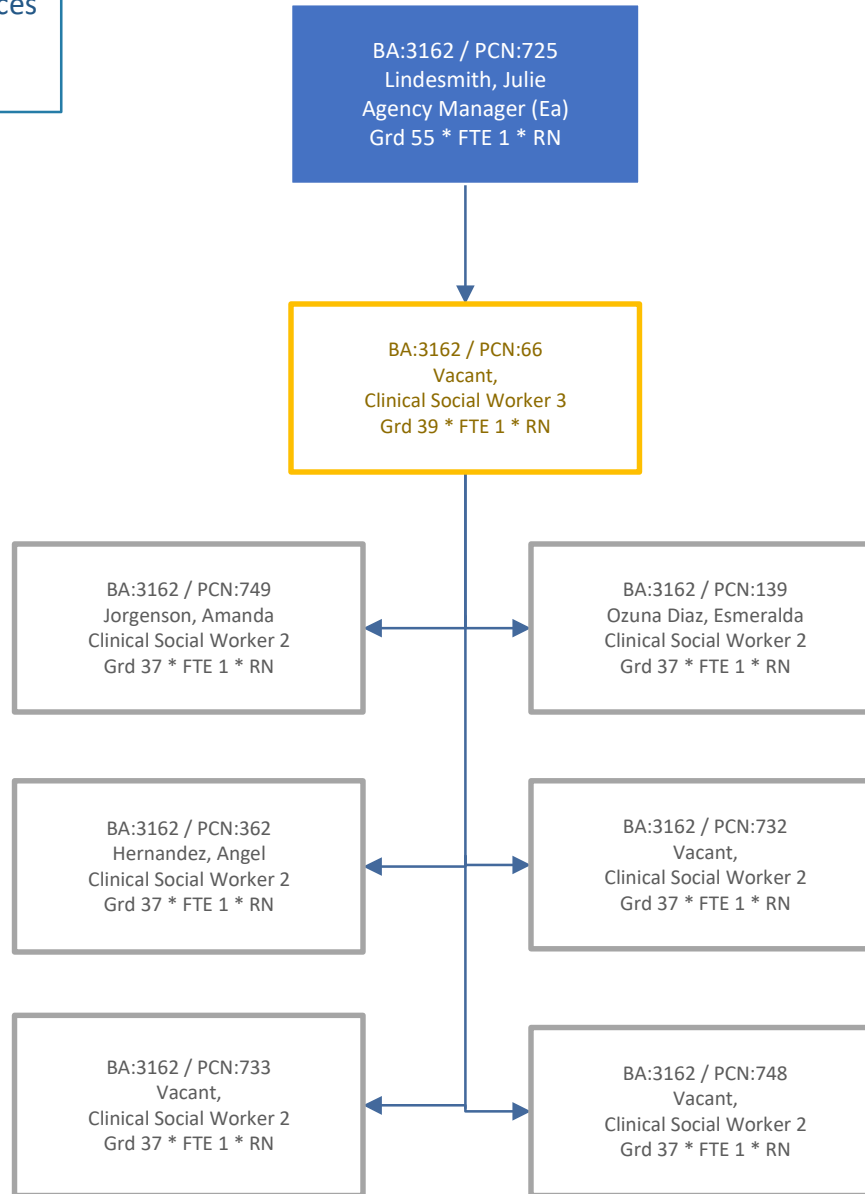 ces
BA:3162 / PCN:725
Lindesmith, Julie
Agency Manager (Ea)
Grd 55 * FTE 1 * RN
BA:3162 / PCN:66
Vacant,
Clinical Social Worker 3
Grd 39 * FTE 1 * RN
BA:3162 / PCN:749
Jorgenson, Amanda
Clinical Social Worker 2
Grd 37 * FTE 1 * RN
BA:3162 / PCN:139
Ozuna Diaz, Esmeralda
Clinical Social Worker 2
Grd 37 * FTE 1 * RN
BA:3162 / PCN:362
Hernandez, Angel
Clinical Social Worker 2
Grd 37 * FTE 1 * RN
BA:3162 / PCN:732
Vacant,
Clinical Social Worker 2
Grd 37 * FTE 1 * RN
BA:3162 / PCN:733
Vacant,
Clinical Social Worker 2
Grd 37 * FTE 1 * RN
BA:3162 / PCN:748
Vacant,
Clinical Social Worker 2
Grd 37 * FTE 1 * RN